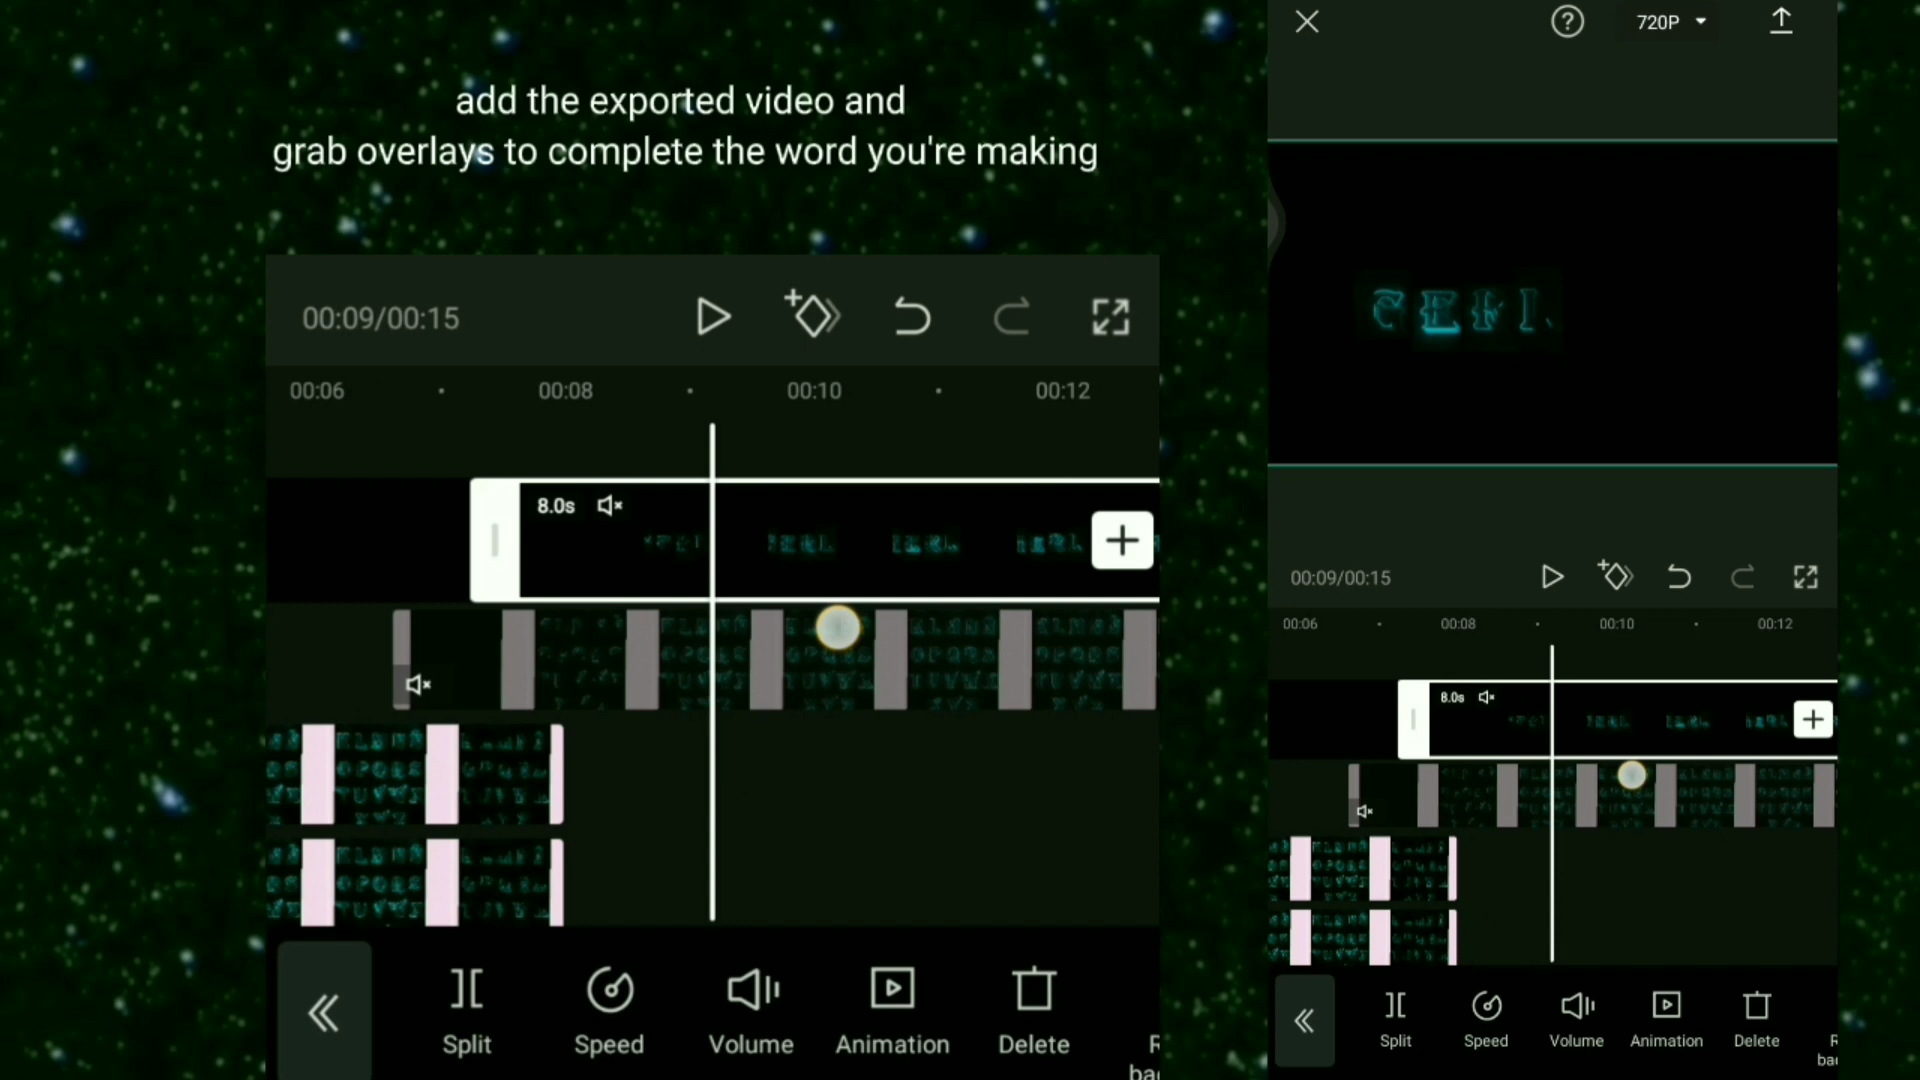 add the exported video and
grab overlays to complete the word you're making
00:09/00:15
00:06 00:08 00:10 00:12
8.0s
Split Speed Volume Animation Delete
720P
00:09/00:15
00:06 00:08 00:10 00:12
8.0s
Split Speed Volume Animation Delete